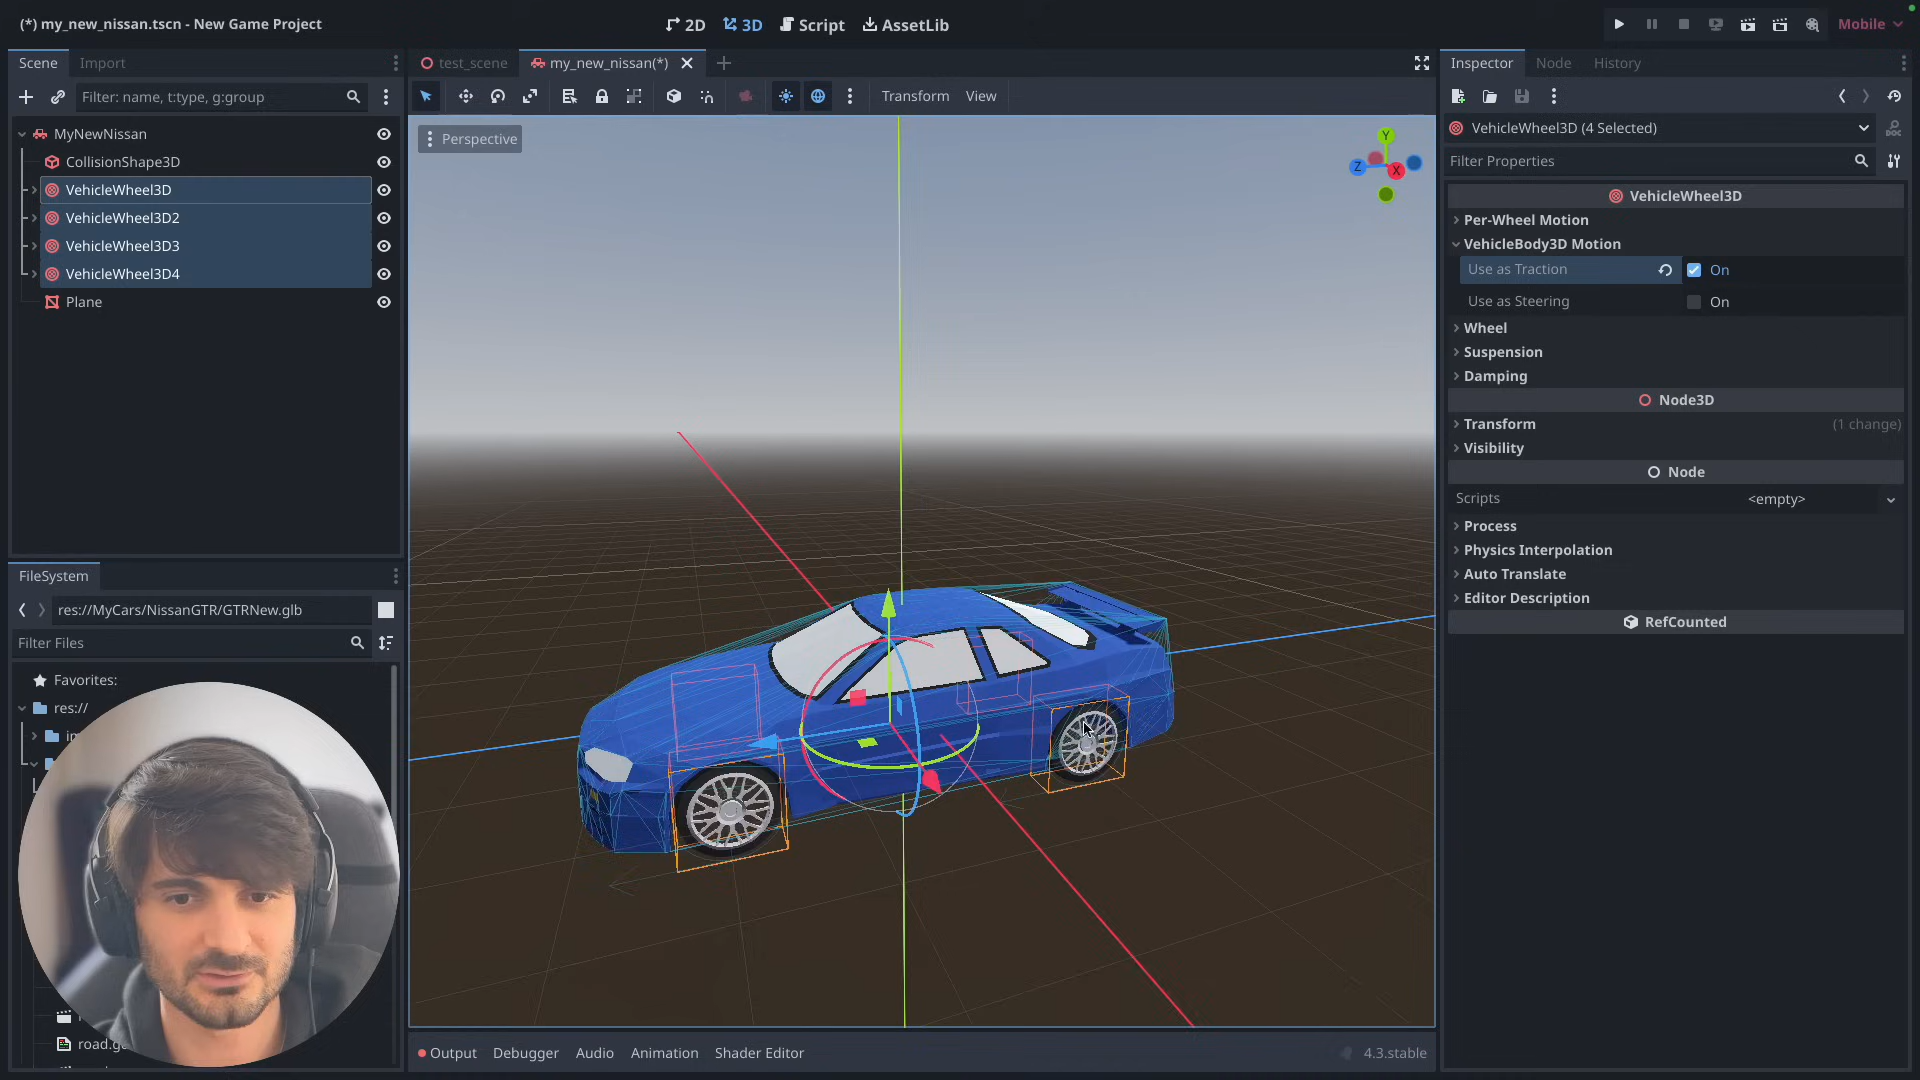 (*) my_new_nissan.tscn - New Game Project
2D
3D
Script
AssetLib
Mobile
Scene
Import
Filter: name, t:type, g:group
MyNewNissan
CollisionShape3D
VehicleWheel3D
VehicleWheel3D2
VehicleWheel3D3
VehicleWheel3D4
Plane
FileSystem
res://MyCars/NissanGTR/GTRNew.glb
Filter Files
Favorites:
res://
road.g
test_scene
my_new_nissan(*)
Transform
View
Perspective
Y
Z
X
Output
Debugger
Audio
Animation
Shader Editor
4.3.stable
Inspector
Node
History
VehicleWheel3D (4 Selected)
Filter Properties
VehicleWheel3D
Per-Wheel Motion
VehicleBody3D Motion
Use as Traction
On
Use as Steering
On
Wheel
Suspension
Damping
Node3D
Transform
(1 change)
Visibility
Node
Scripts
<empty>
Process
Physics Interpolation
Auto Translate
Editor Description
RefCounted